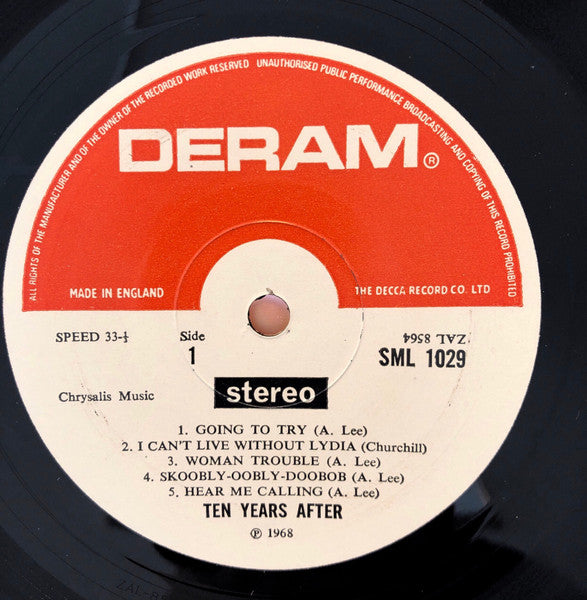 ALL RIGHTS OF THE MANUFACTURER AND OF THE OWNER OF THE RECORDED WORK RESERVED UNAUTHORISED PUBLIC PERFORMANCE BROADCASTING AND COPYING OF THIS RECORD PROHIBITED
DERAM®
MADE IN ENGLAND
THE DECCA RECORD CO. LTD
SPEED 33-⅓
Side
1
ZAL 8564
SML 1029
Chrysalis Music
stereo
1. GOING TO TRY (A. Lee)
2. I CAN'T LIVE WITHOUT LYDIA (Churchill)
3. WOMAN TROUBLE (A. Lee)
4. SKOOBLY-OOBLY-DOOBOB (A. Lee)
5. HEAR ME CALLING (A. Lee)
TEN YEARS AFTER
℗ 1968